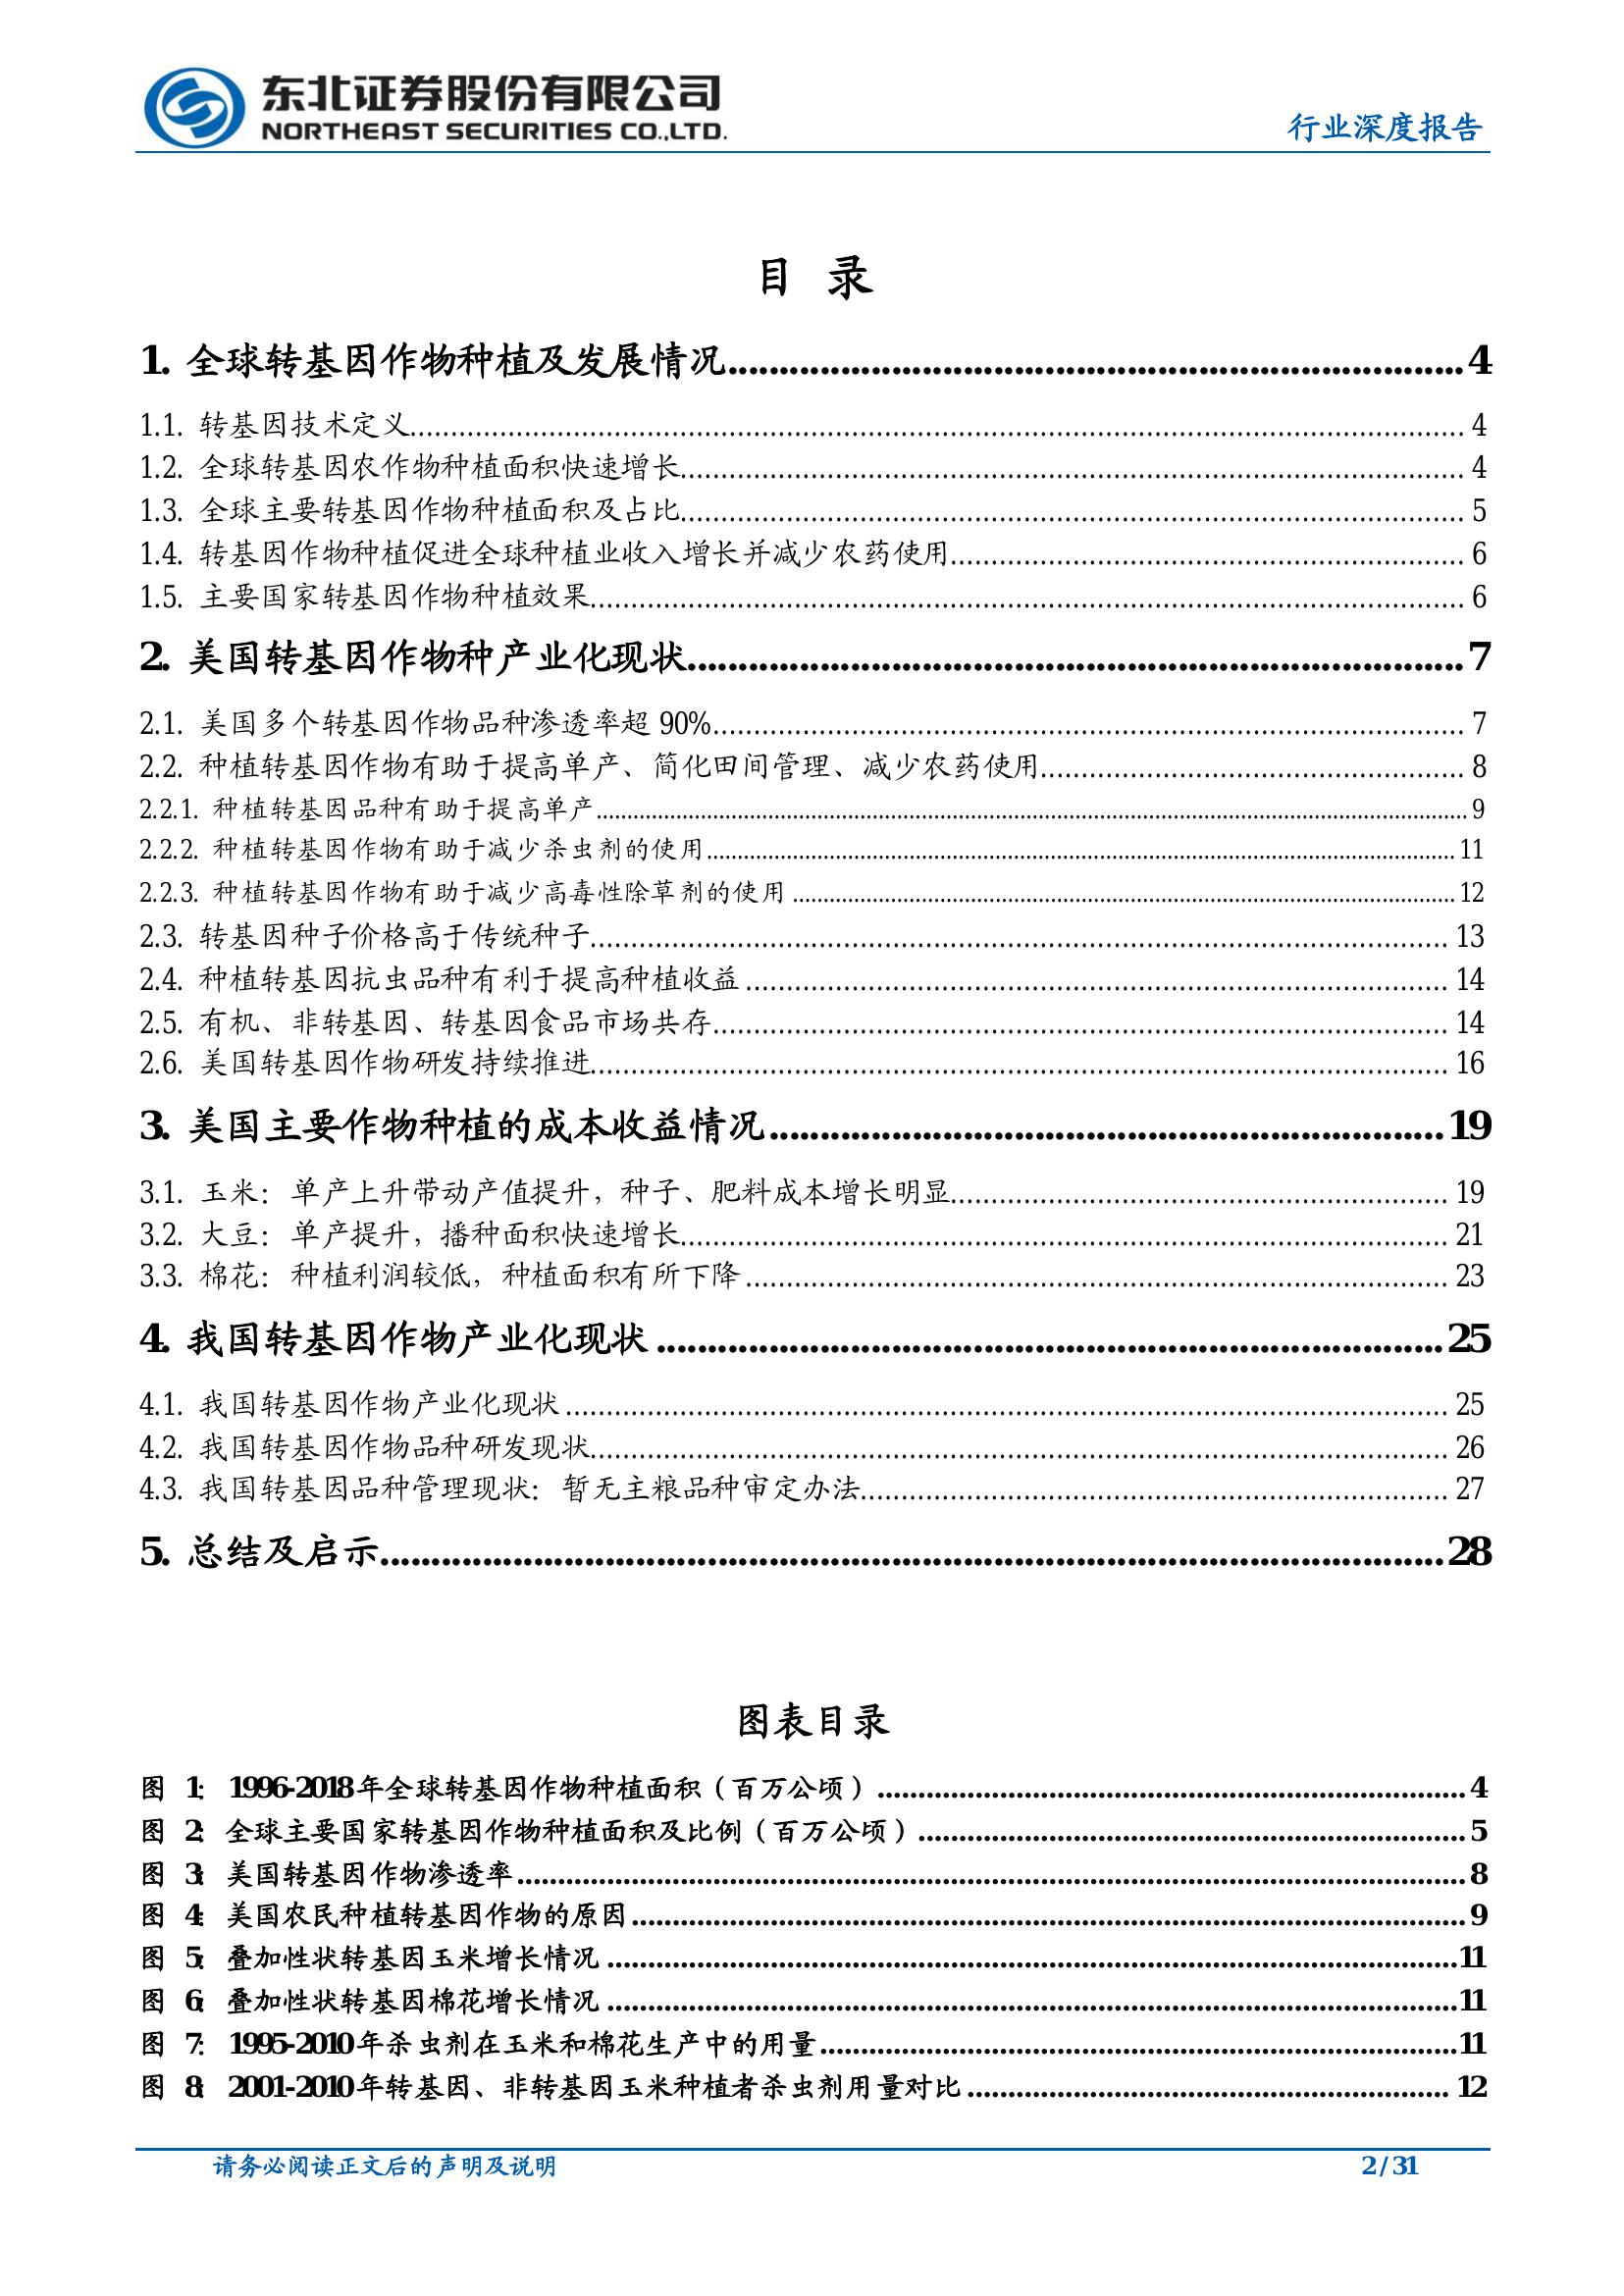 东北证券股份有限公司
NORTHEAST SECURITIES CO.,LTD.
行业深度报告
目 录
1. 全球转基因作物种植及发展情况 4
1.1. 转基因技术定义 4
1.2. 全球转基因农作物种植面积快速增长 4
1.3. 全球主要转基因作物种植面积及占比 5
1.4. 转基因作物种植促进全球种植业收入增长并减少农药使用 6
1.5. 主要国家转基因作物种植效果 6
2. 美国转基因作物种产业化现状 7
2.1. 美国多个转基因作物品种渗透率超 90% 7
2.2. 种植转基因作物有助于提高单产、简化田间管理、减少农药使用 8
2.2.1. 种植转基因品种有助于提高单产 9
2.2.2. 种植转基因作物有助于减少杀虫剂的使用 11
2.2.3. 种植转基因作物有助于减少高毒性除草剂的使用 12
2.3. 转基因种子价格高于传统种子 13
2.4. 种植转基因抗虫品种有利于提高种植收益 14
2.5. 有机、非转基因、转基因食品市场共存 14
2.6. 美国转基因作物研发持续推进 16
3. 美国主要作物种植的成本收益情况 19
3.1. 玉米：单产上升带动产值提升，种子、肥料成本增长明显 19
3.2. 大豆：单产提升，播种面积快速增长 21
3.3. 棉花：种植利润较低，种植面积有所下降 23
4. 我国转基因作物产业化现状 25
4.1. 我国转基因作物产业化现状 25
4.2. 我国转基因作物品种研发现状 26
4.3. 我国转基因品种管理现状：暂无主粮品种审定办法 27
5. 总结及启示 28
图表目录
图 1：1996-2018 年全球转基因作物种植面积（百万公顷） 4
图 2：全球主要国家转基因作物种植面积及比例（百万公顷） 5
图 3：美国转基因作物渗透率 8
图 4：美国农民种植转基因作物的原因 9
图 5：叠加性状转基因玉米增长情况 11
图 6：叠加性状转基因棉花增长情况 11
图 7：1995-2010 年杀虫剂在玉米和棉花生产中的用量 11
图 8：2001-2010 年转基因、非转基因玉米种植者杀虫剂用量对比 12
请务必阅读正文后的声明及说明
2 / 31